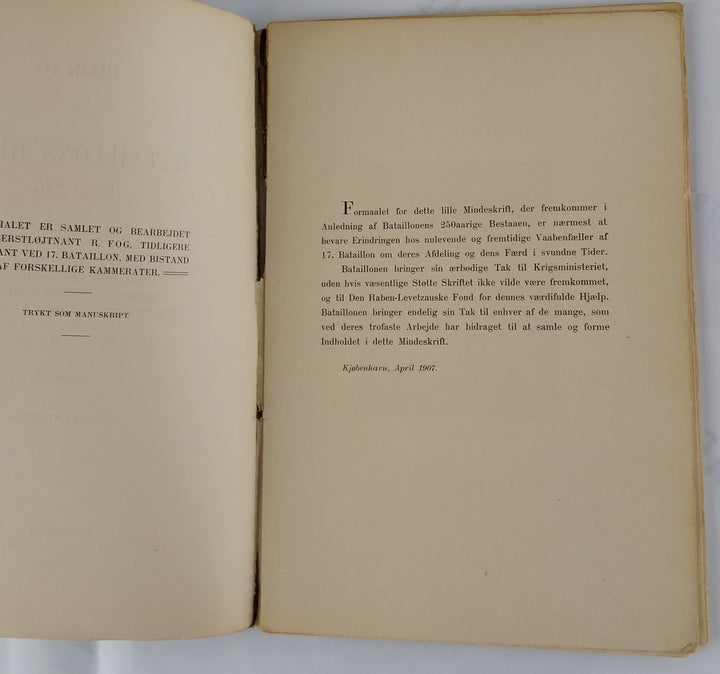 IALET ER SAMLET OG BEARBEJDET
ERSTLØJTNANT R. FOG, TIDLIGERE
ANT VED 17. BATAILLON, MED BISTAND
AF FORSKELLIGE KAMMERATER.
TRYKT SOM MANUSKRIPT
Formaalet for dette lille Mindeskrift, der fremkommer i
Anledning af Bataillonens 250aarige Bestaaen, er nærmest at
bevare Erindringen hos nulevende og fremtidige Vaabenfæller af
17. Bataillon om deres Afdeling og dens Færd i svundne Tider.
Bataillonen bringer sin ærbødige Tak til Krigsministeriet,
uden hvis væsentlige Støtte Skriftet ikke vilde være fremkommet,
og til Den Raben-Levetzauske Fond for dennes værdifulde Hjælp.
Bataillonen bringer endelig sin Tak til enhver af de mange, som
ved deres trofaste Arbejde har bidraget til at samle og forme
Indholdet i dette Mindeskrift.
Kjøbenhavn, April 1907.